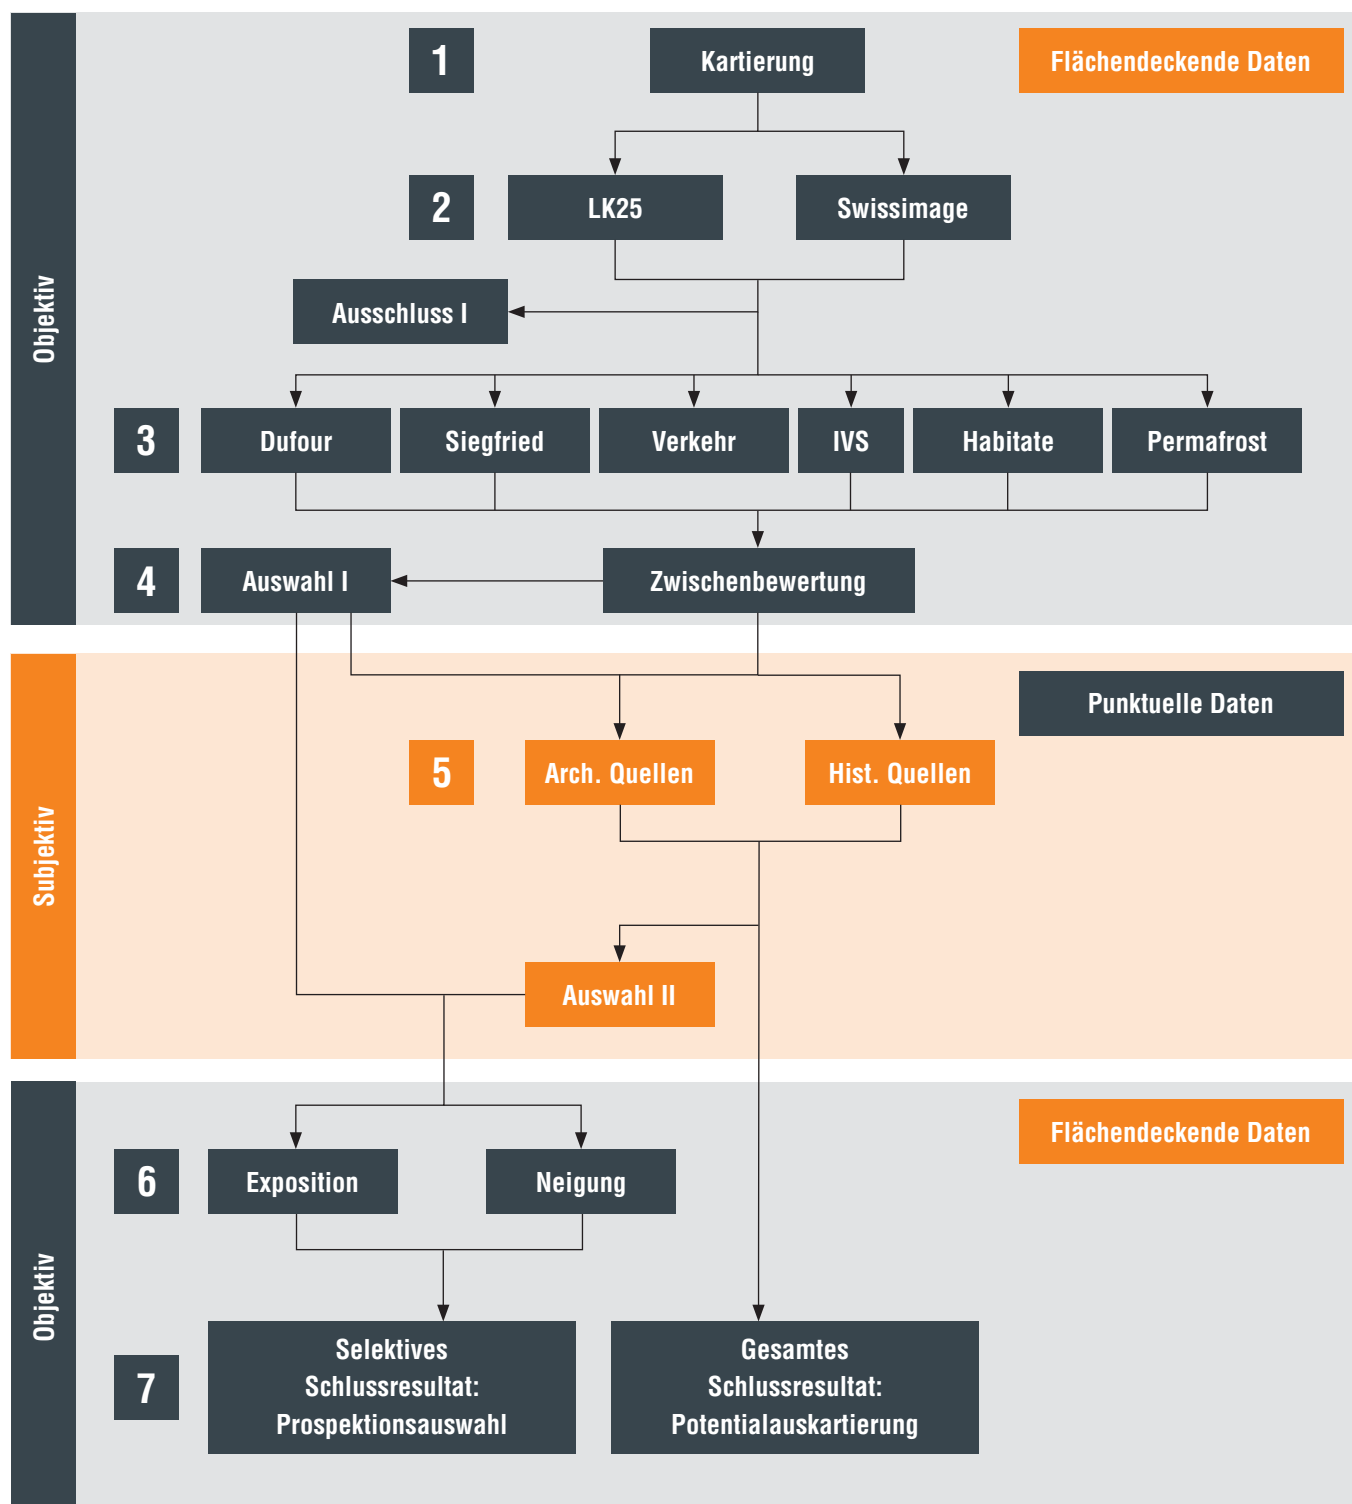 1
Kartierung
Flächendeckende Daten
2
LK25
Swissimage
Objektiv
Ausschluss I
3
Dufour
Siegfried
Verkehr
IVS
Habitate
Permafrost
4
Auswahl I
Zwischenbewertung
Punktuelle Daten
Subjektiv
5
Arch. Quellen
Hist. Quellen
Auswahl II
Flächendeckende Daten
Objektiv
6
Exposition
Neigung
7
Selektives
Schlussresultat:
Prospektionsauswahl
Gesamtes
Schlussresultat:
Potentialauskartierung